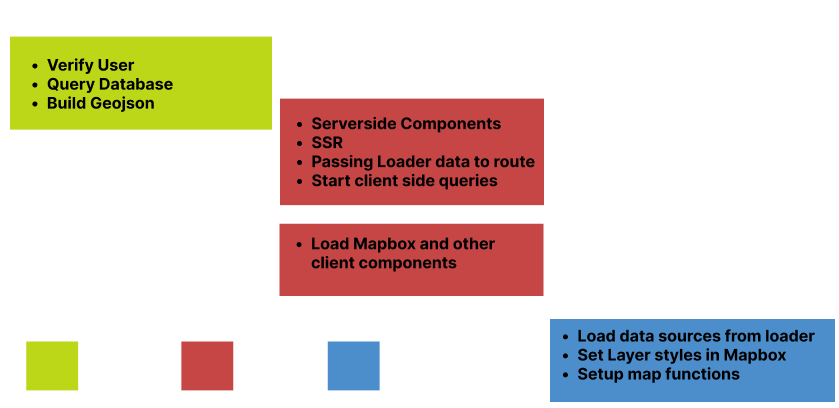 • Verify User
• Query Database
• Build Geojson
• Serverside Components
• SSR
• Passing Loader data to route
• Start client side queries
• Load Mapbox and other
client components
• Load data sources from loader
• Set Layer styles in Mapbox
• Setup map functions